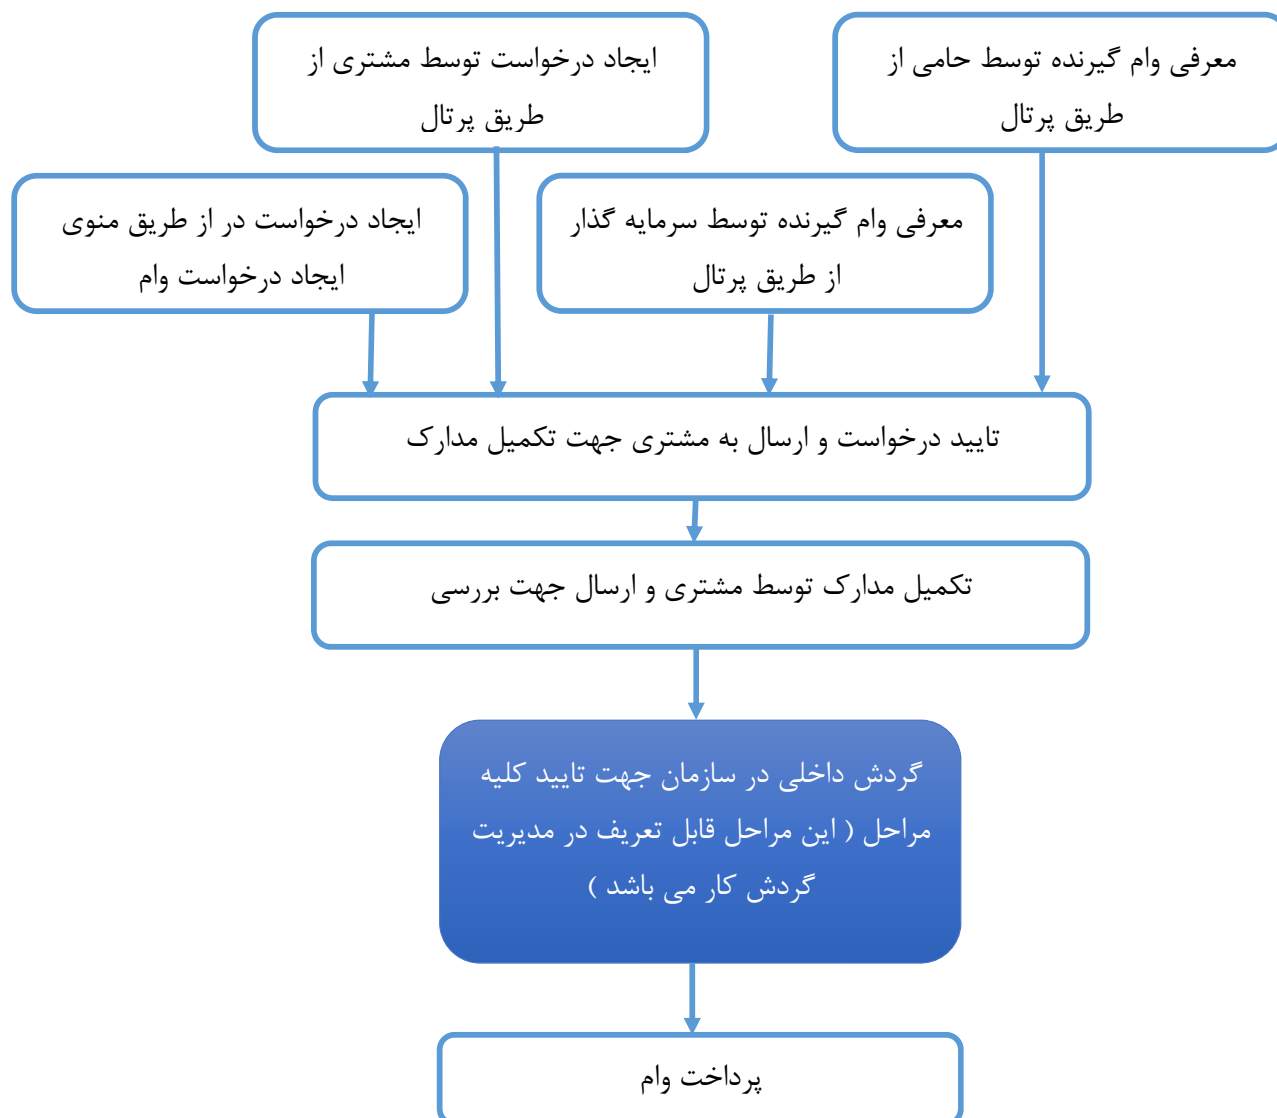 معرفی وام گیرنده توسط حامی از
طریق پرتال
ایجاد درخواست توسط مشتری از
طریق پرتال
معرفی وام گیرنده توسط سرمایه گذار
از طریق پرتال
ایجاد درخواست در از طریق منوی
ایجاد درخواست وام
تایید درخواست و ارسال به مشتری جهت تکمیل مدارک
تکمیل مدارک توسط مشتری و ارسال جهت بررسی
گردش داخلی در سازمان جهت تایید کلیه
مراحل ( این مراحل قابل تعریف در مدیریت
گردش کار می باشد )
پرداخت وام